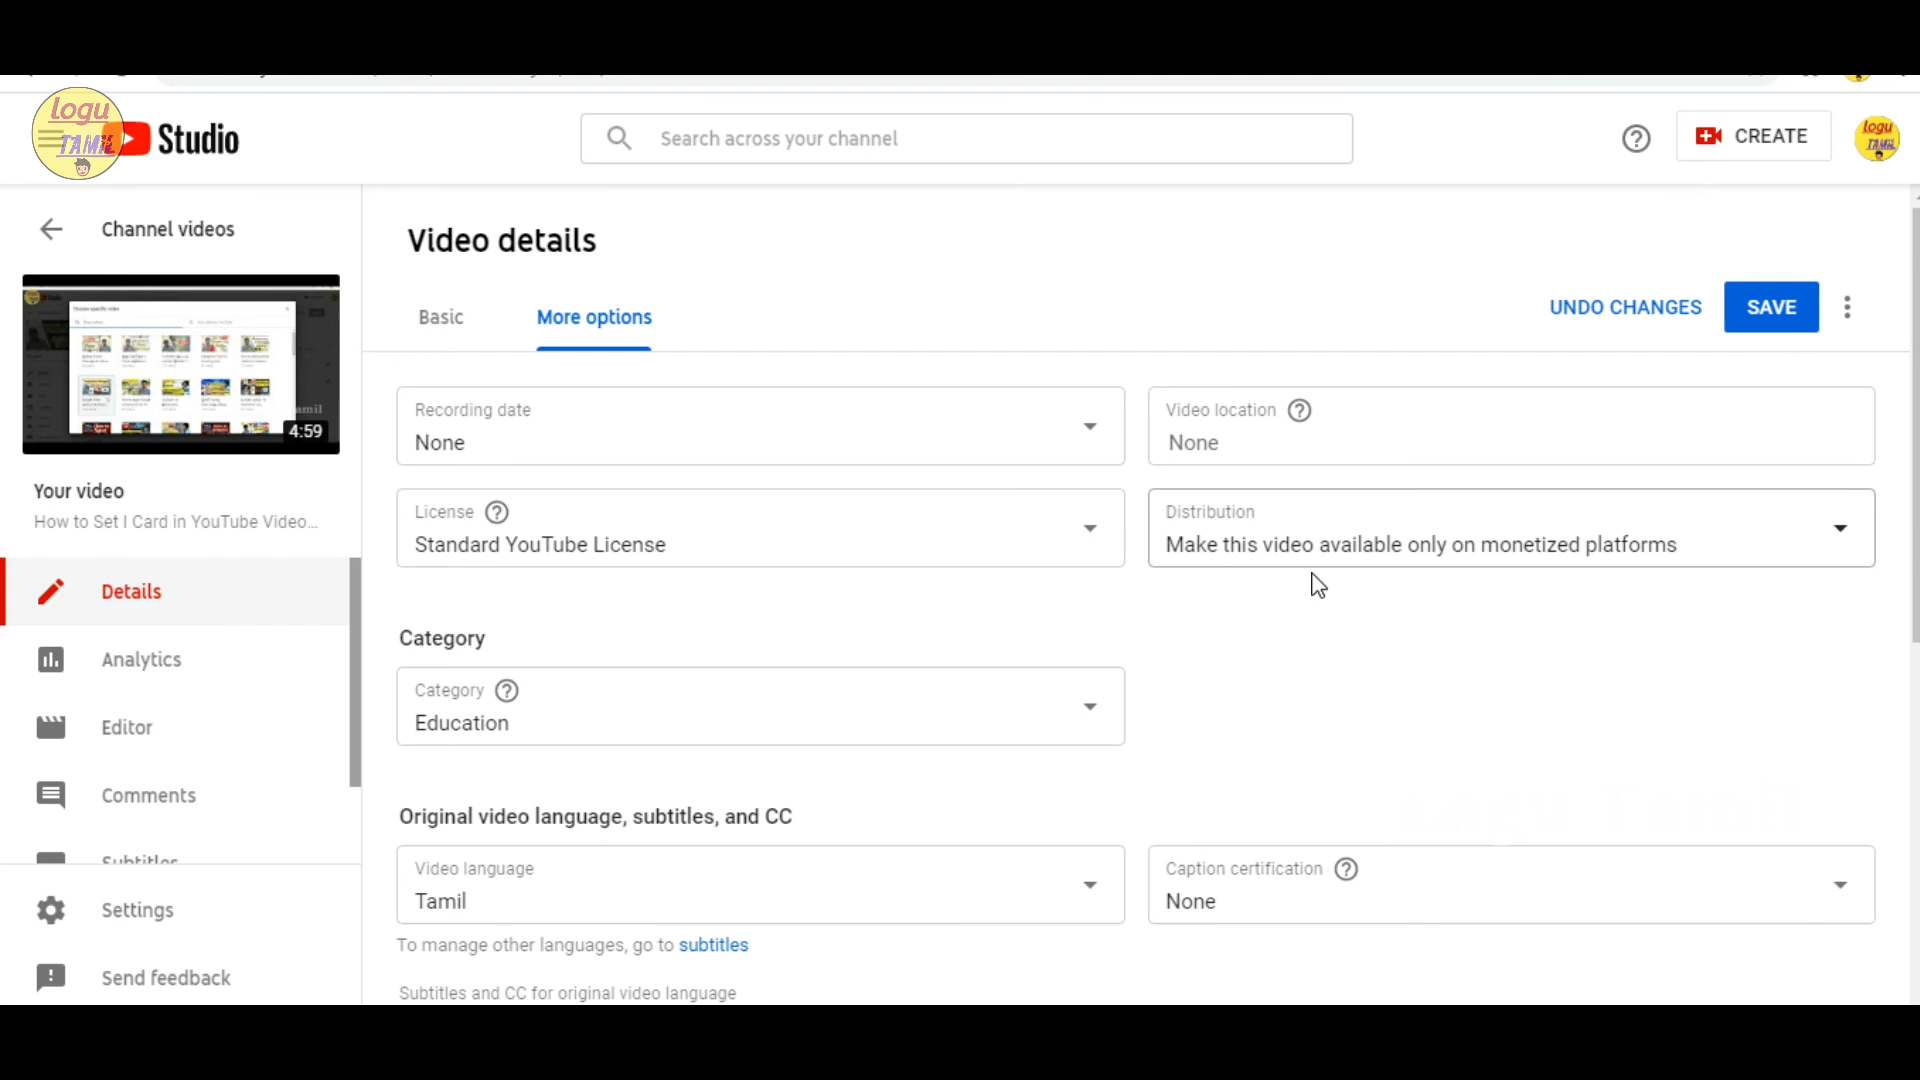 logu
TAMIL
Studio
Search across your channel
CREATE
logu
TAMIL
Channel videos
4:59
Your video
How to Set I Card in YouTube Video...
Details
Analytics
Editor
Comments
Subtitles
Settings
Send feedback
Video details
Basic
More options
UNDO CHANGES
SAVE
Recording date
None
Video location
None
License
Standard YouTube License
Distribution
Make this video available only on monetized platforms
Category
Category
Education
Original video language, subtitles, and CC
Video language
Tamil
Caption certification
None
To manage other languages, go to subtitles
Subtitles and CC for original video language